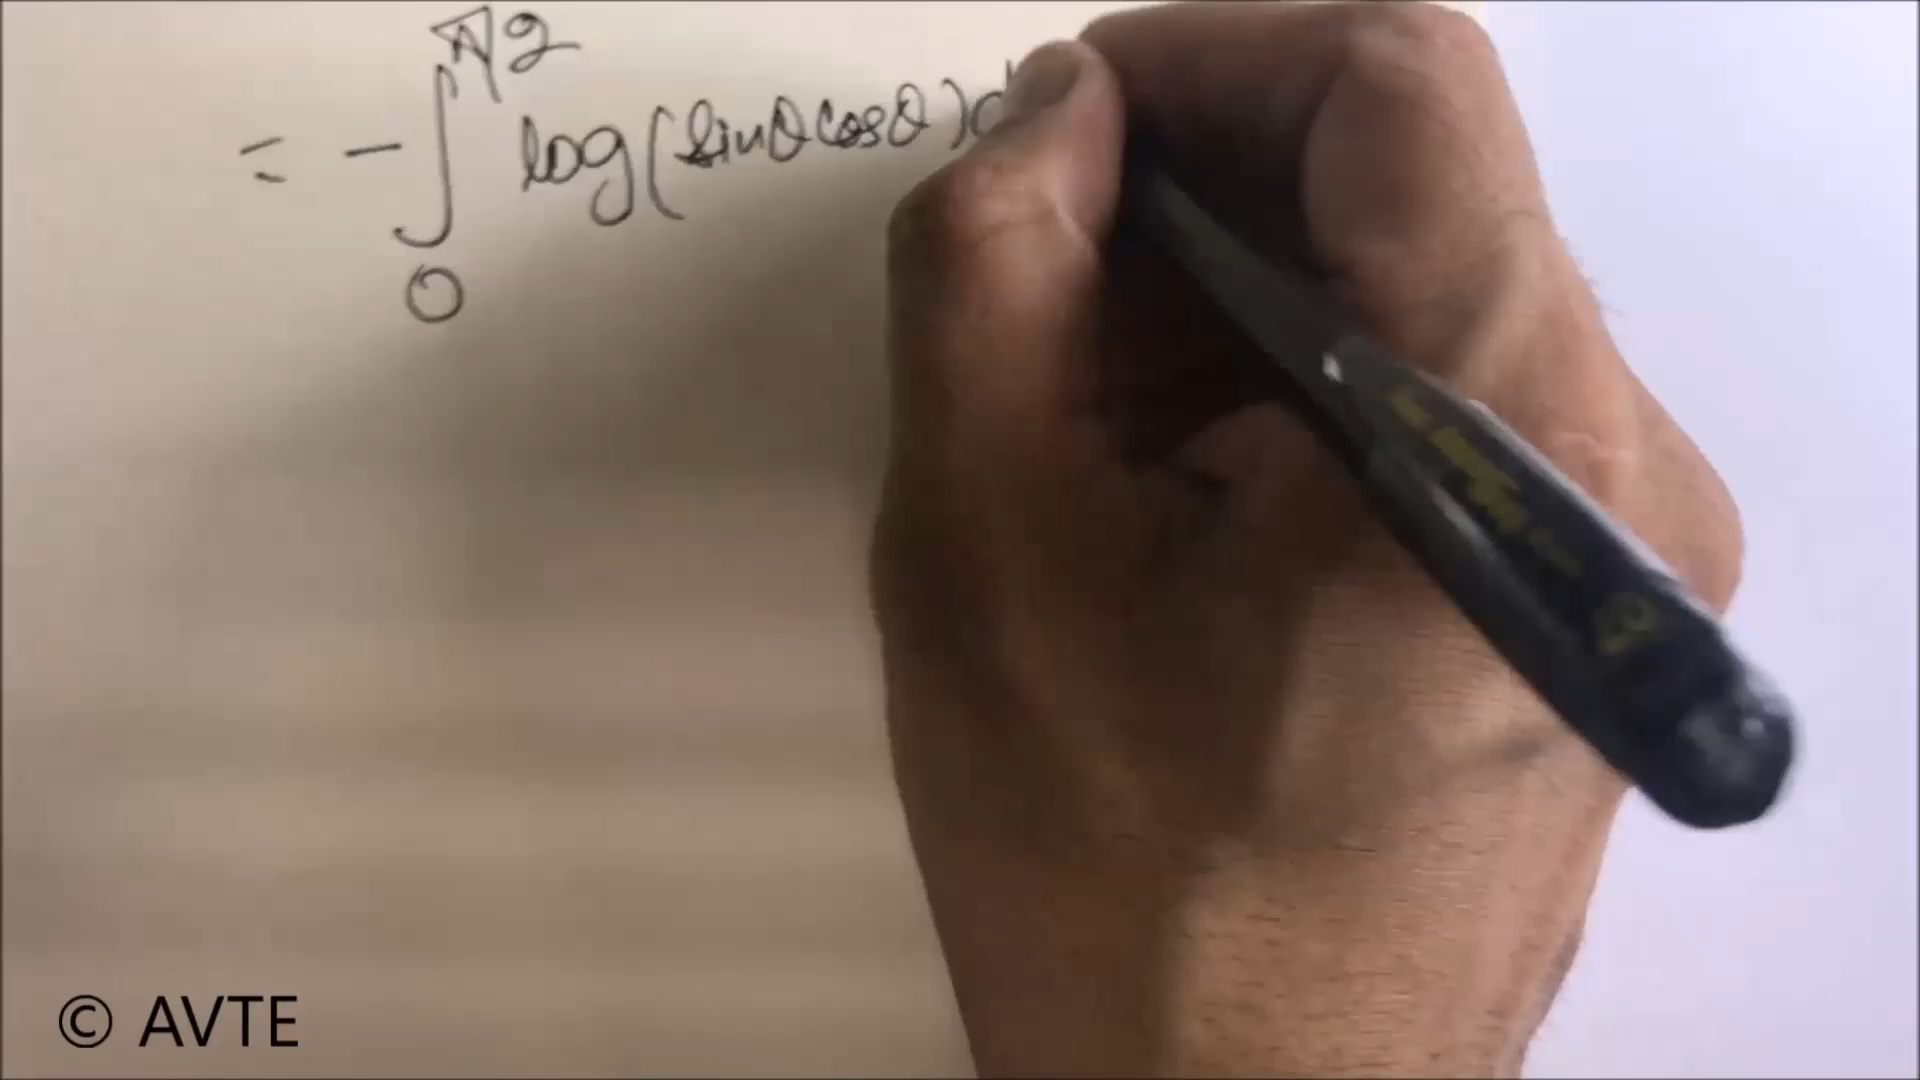 = - ∫ 0 π/2 log(sinθ cosθ)d
© AVTE